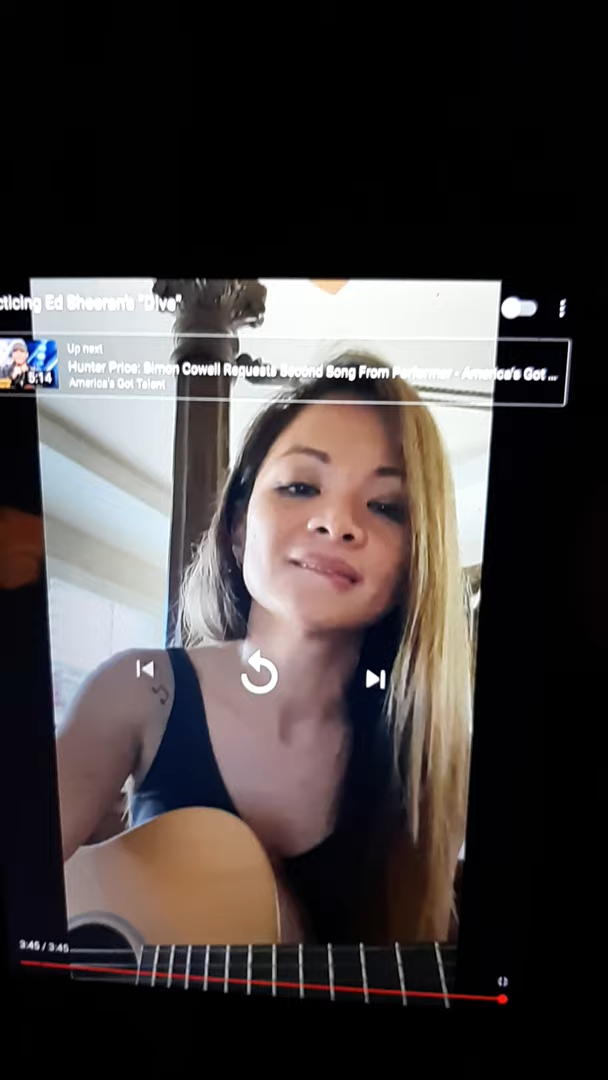 cticing Ed Sheeran's "Dive"
Up next
Hunter Price: Simon Cowell Requests Second Song From Performer - America's Got ...
America's Got Talent
5:14
3:45 / 3:45